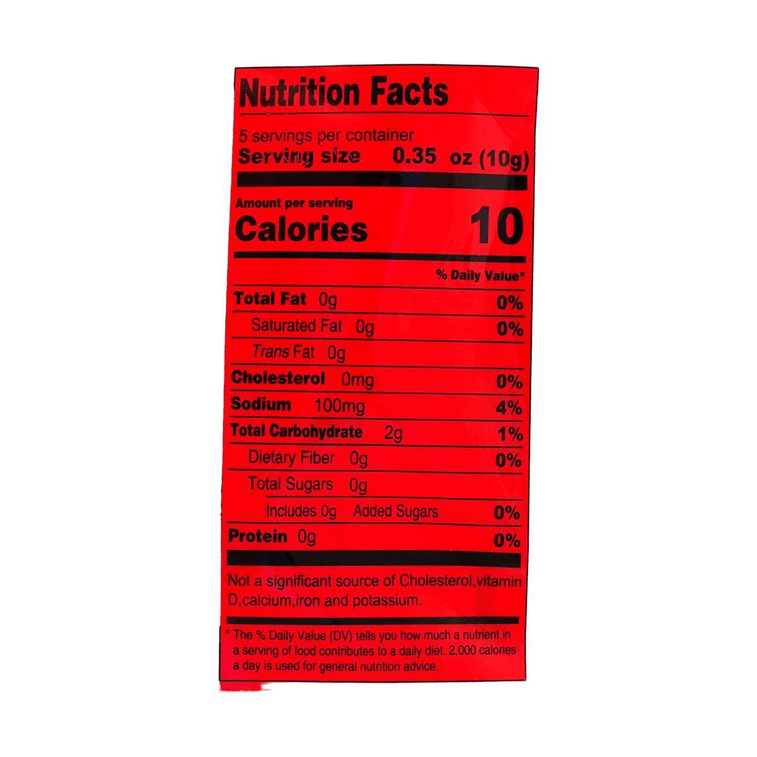 Nutrition Facts
5 servings per container
Serving size 0.35 oz (10g)
Amount per serving
Calories 10
% Daily Value*
Total Fat 0g 0%
Saturated Fat 0g 0%
Trans Fat 0g
Cholesterol 0mg 0%
Sodium 100mg 4%
Total Carbohydrate 2g 1%
Dietary Fiber 0g 0%
Total Sugars 0g
Includes 0g Added Sugars 0%
Protein 0g 0%
Not a significant source of Cholesterol,vitamin
D,calcium,iron and potassium.
* The % Daily Value (DV) tells you how much a nutrient in
a serving of food contributes to a daily diet. 2,000 calories
a day is used for general nutrition advice.